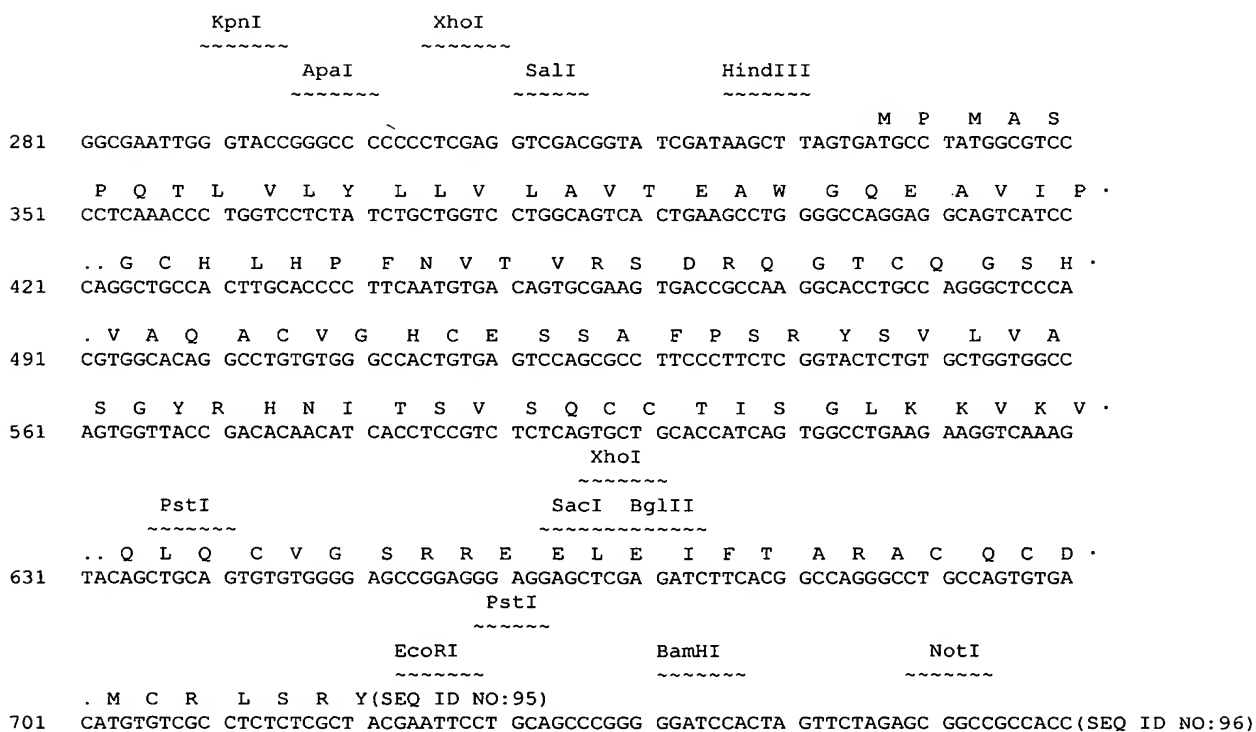 KpnI XhoI
~~~~~~~ ~~~~~~~
ApaI SalI HindIII
~~~~~~~ ~~~~~~ ~~~~~~~
M P M A S
281 GGCGAATTGG GTACCGGGCC CCCCCTCGAG GTCGACGGTA TCGATAAGCT TAGTGATGCC TATGGCGTCC
P Q T L V L Y L L V L A V T E A W G Q E A V I P ·
351 CCTCAAACCC TGGTCCTCTA TCTGCTGGTC CTGGCAGTCA CTGAAGCCTG GGGCCAGGAG GCAGTCATCC
.. G C H L H P F N V T V R S D R Q G T C Q G S H ·
421 CAGGCTGCCA CTTGCACCCC TTCAATGTGA CAGTGCGAAG TGACCGCCAA GGCACCTGCC AGGGCTCCCA
. V A Q A C V G H C E S S A F P S R Y S V L V A
491 CGTGGCACAG GCCTGTGTGG GCCACTGTGA GTCCAGCGCC TTCCCTTCTC GGTACTCTGT GCTGGTGGCC
S G Y R H N I T S V S Q C C T I S G L K K V K V ·
561 AGTGGTTACC GACACAACAT CACCTCCGTC TCTCAGTGCT GCACCATCAG TGGCCTGAAG AAGGTCAAAG
XhoI
~~~~~~~
PstI SacI BglII
~~~~~~~ ~~~~~~~~~~~~~
.. Q L Q C V G S R R E E L E I F T A R A C Q C D ·
631 TACAGCTGCA GTGTGTGGGG AGCCGGAGGG AGGAGCTCGA GATCTTCACG GCCAGGGCCT GCCAGTGTGA
PstI
~~~~~~
EcoRI BamHI NotI
~~~~~~~ ~~~~~~~ ~~~~~~~
. M C R L S R Y(SEQ ID NO:95)
701 CATGTGTCGC CTCTCTCGCT ACGAATTCCT GCAGCCCGGG GGATCCACTA GTTCTAGAGC GGCCGCCACC(SEQ ID NO:96)